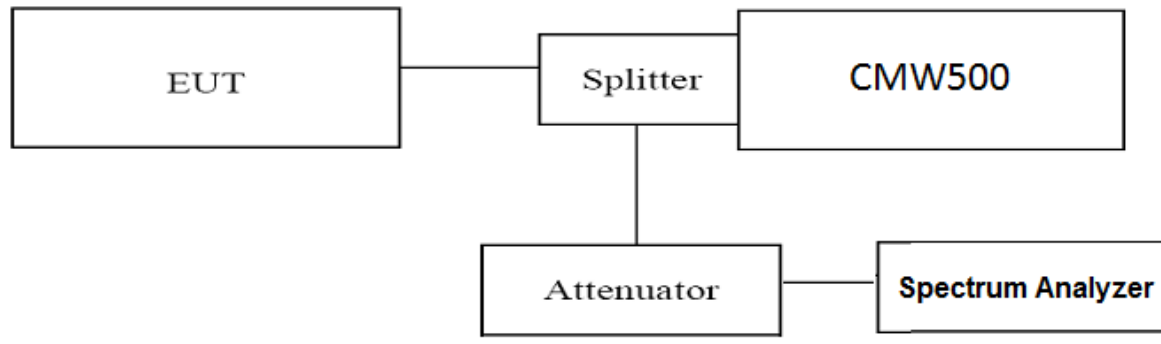 EUT
Splitter
CMW500
Attenuator
Spectrum Analyzer